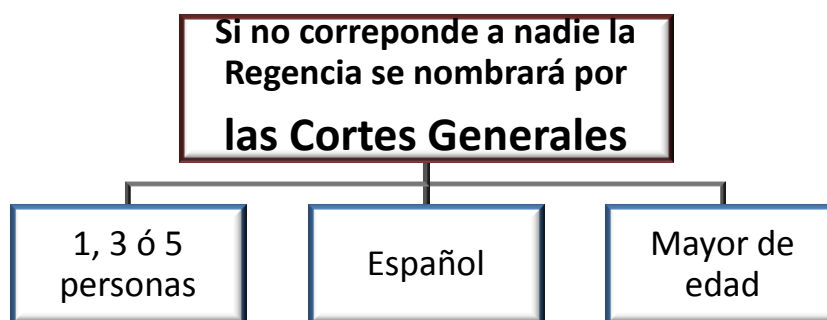 Si no correponde a nadie la
Regencia se nombrará por
las Cortes Generales
1, 3 ó 5
personas
Español
Mayor de
edad